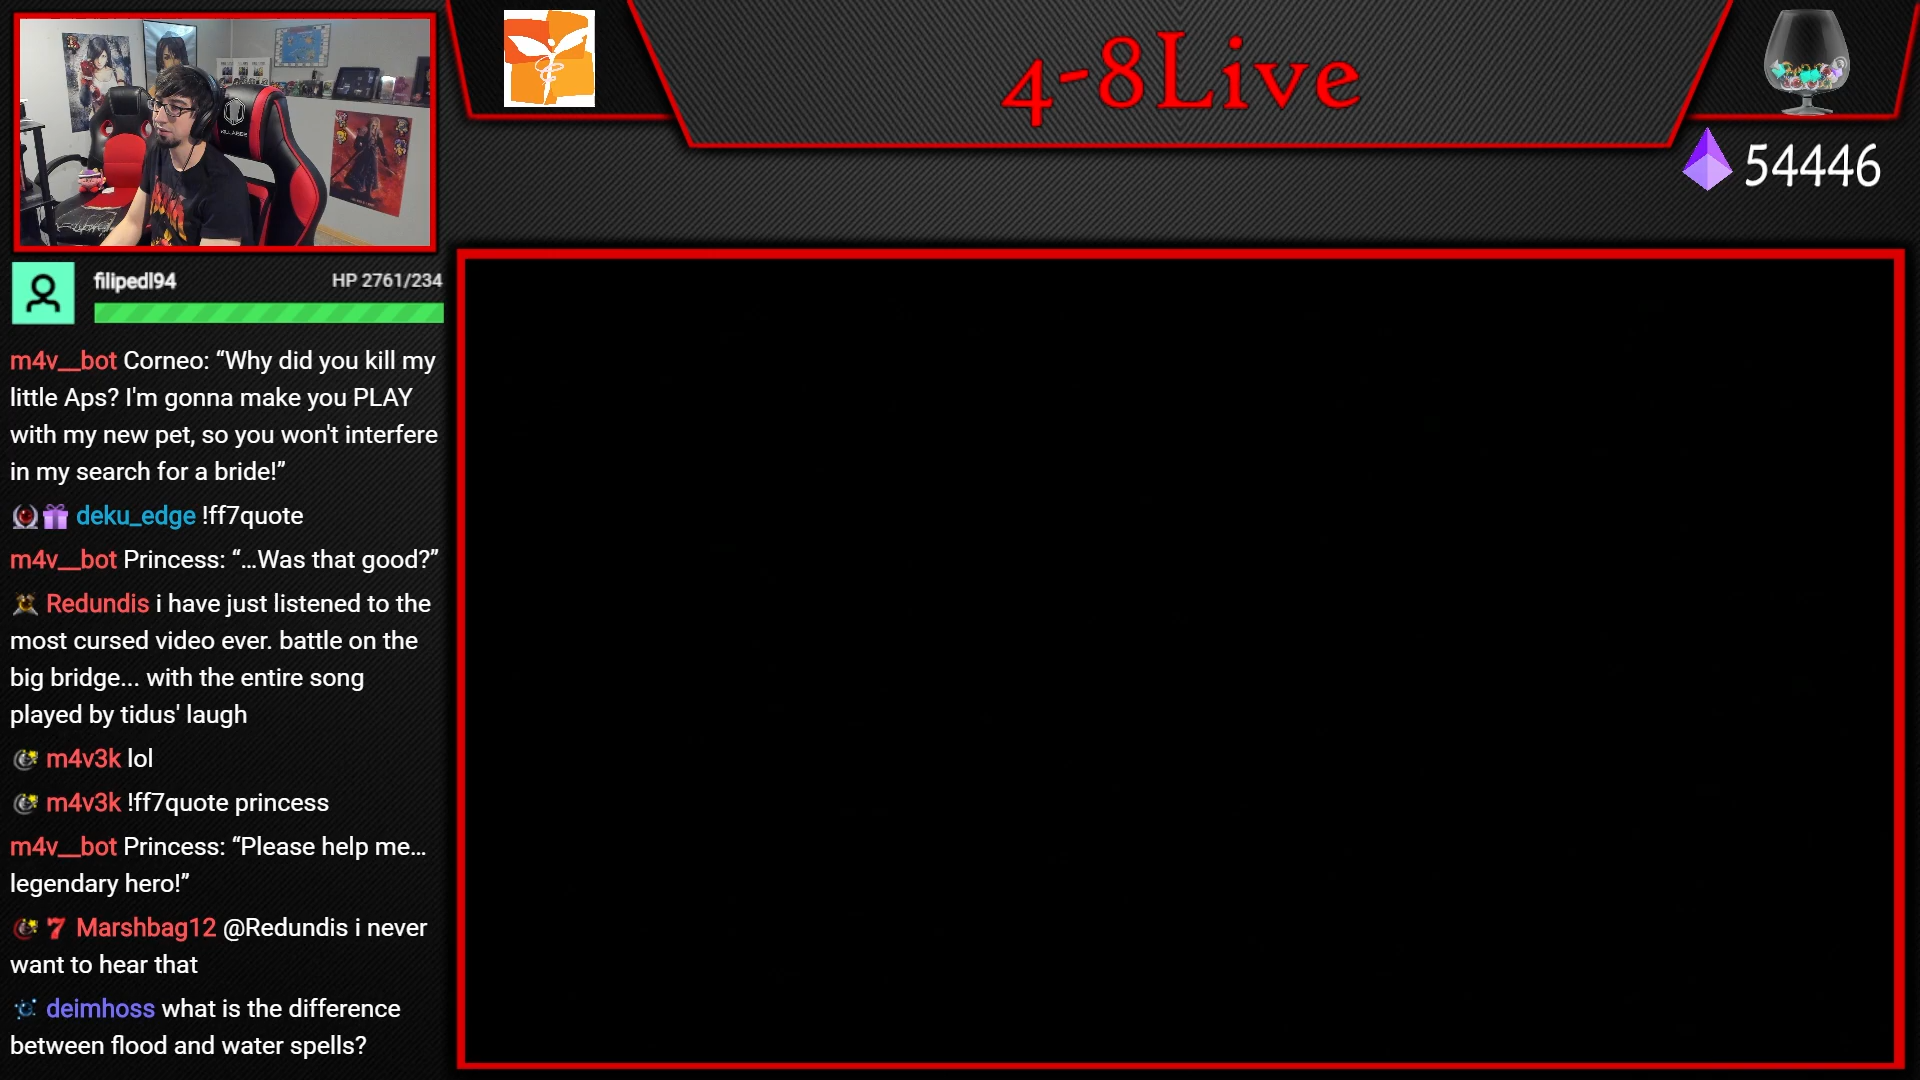 4-8Live
54446
filipedl94
HP 2761/234
m4v__bot Corneo: “Why did you kill my
little Aps? I'm gonna make you PLAY
with my new pet, so you won't interfere
in my search for a bride!”
deku_edge !ff7quote
m4v__bot Princess: “…Was that good?”
Redundis i have just listened to the
most cursed video ever. battle on the
big bridge... with the entire song
played by tidus' laugh
m4v3k lol
m4v3k !ff7quote princess
m4v__bot Princess: “Please help me…
legendary hero!”
7 Marshbag12 @Redundis i never
want to hear that
deimhoss what is the difference
between flood and water spells?